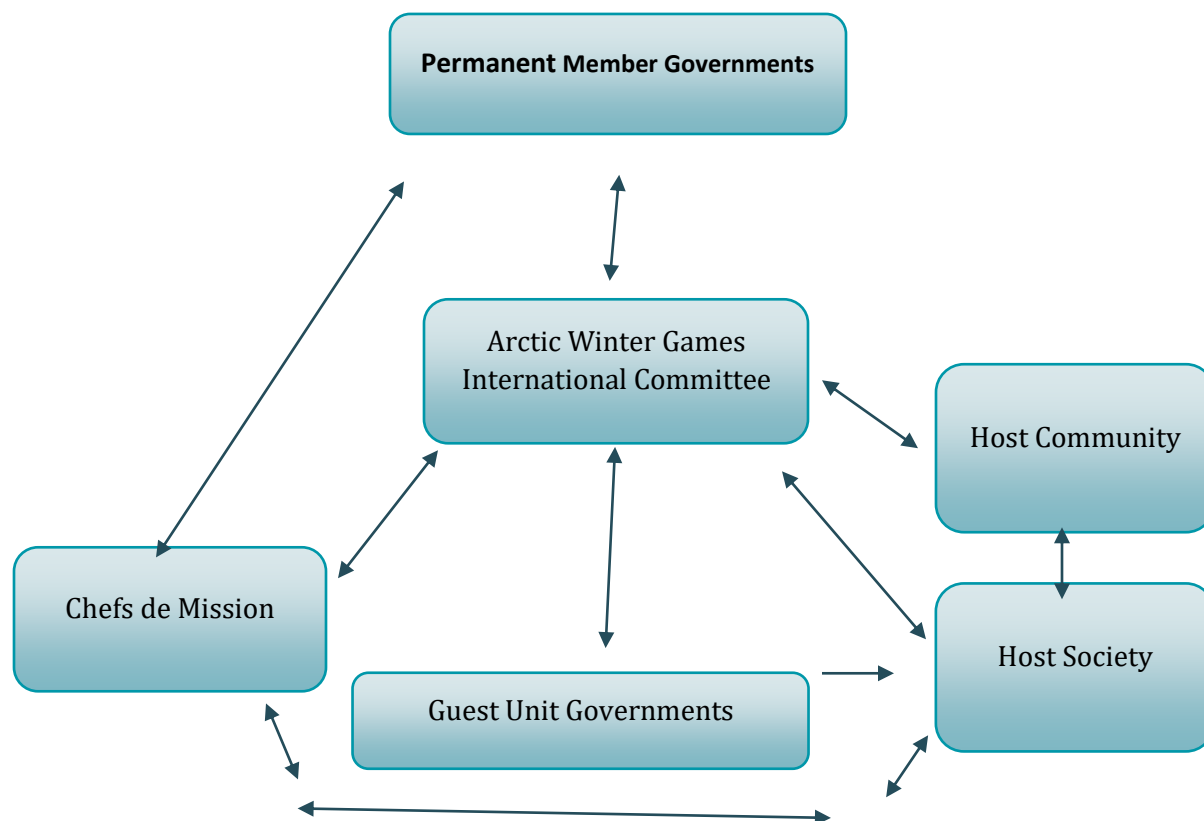 Permanent Member Governments
Arctic Winter Games
International Committee
Host Community
Chefs de Mission
Host Society
Guest Unit Governments